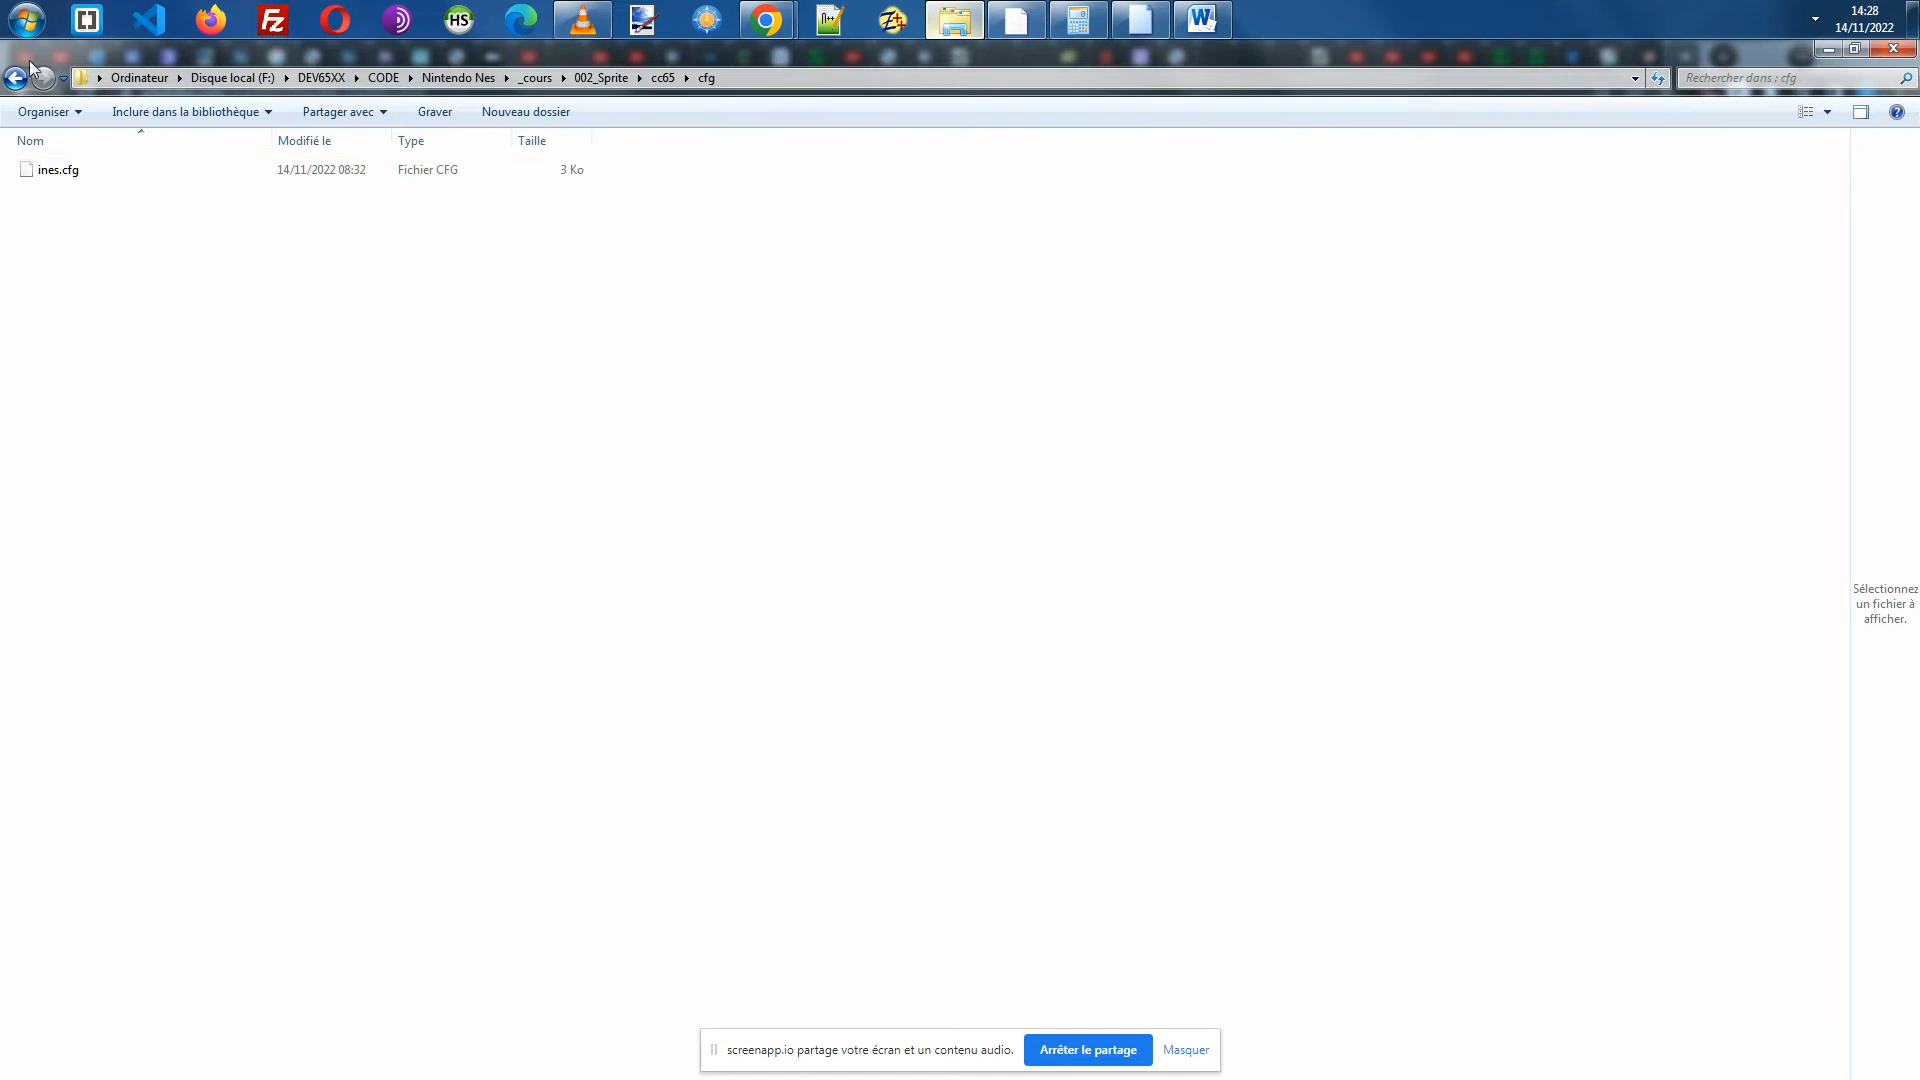 14:28
14/11/2022
Ordinateur Disque local (F:) DEV65XX CODE Nintendo Nes _cours 002_Sprite cc65 cfg
Rechercher dans : cfg
Organiser Inclure dans la bibliothèque Partager avec Graver Nouveau dossier
Nom Modifié le Type Taille
ines.cfg 14/11/2022 08:32 Fichier CFG 3 Ko
Sélectionnez
un fichier à
afficher.
screenapp.io partage votre écran et un contenu audio. Arrêter le partage Masquer